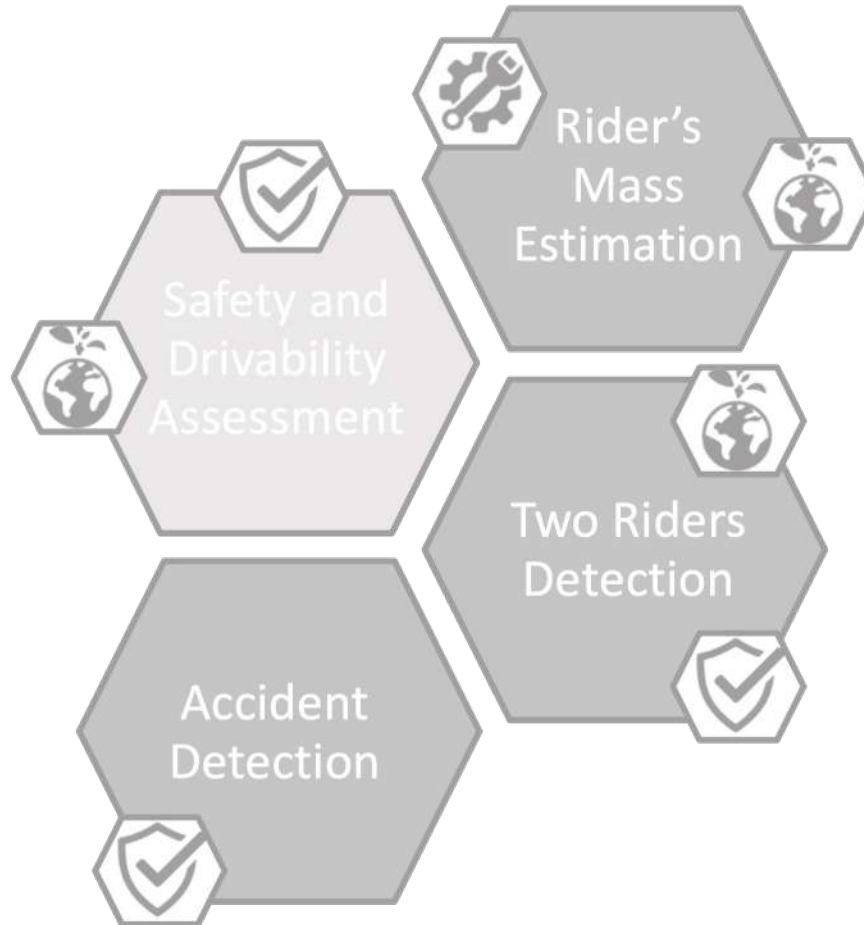 Rider's
Mass
Estimation
Safety and
Drivability
Assessment
Two Riders
Detection
Accident
Detection